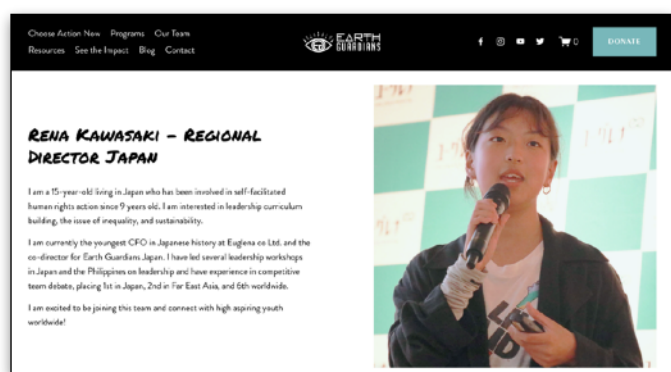 Choose Action Now Programs Our Team
Resources See the Impact Blog Contact
EARTH
GUARDIANS
0
DONATE
RENA KAWASAKI – REGIONAL
DIRECTOR JAPAN
I am a 15-year-old living in Japan who has been involved in self-facilitated
human rights action since 9 years old. I am interested in leadership curriculum
building, the issue of inequality, and sustainability.
I am currently the youngest CFO in Japanese history at Euglena co Ltd. and the
co-director for Earth Guardians Japan. I have led several leadership workshops
in Japan and the Philippines on leadership and have experience in competitive
team debate, placing 1st in Japan, 2nd in Far East Asia, and 6th worldwide.
I am excited to be joining this team and connect with high aspiring youth
worldwide!